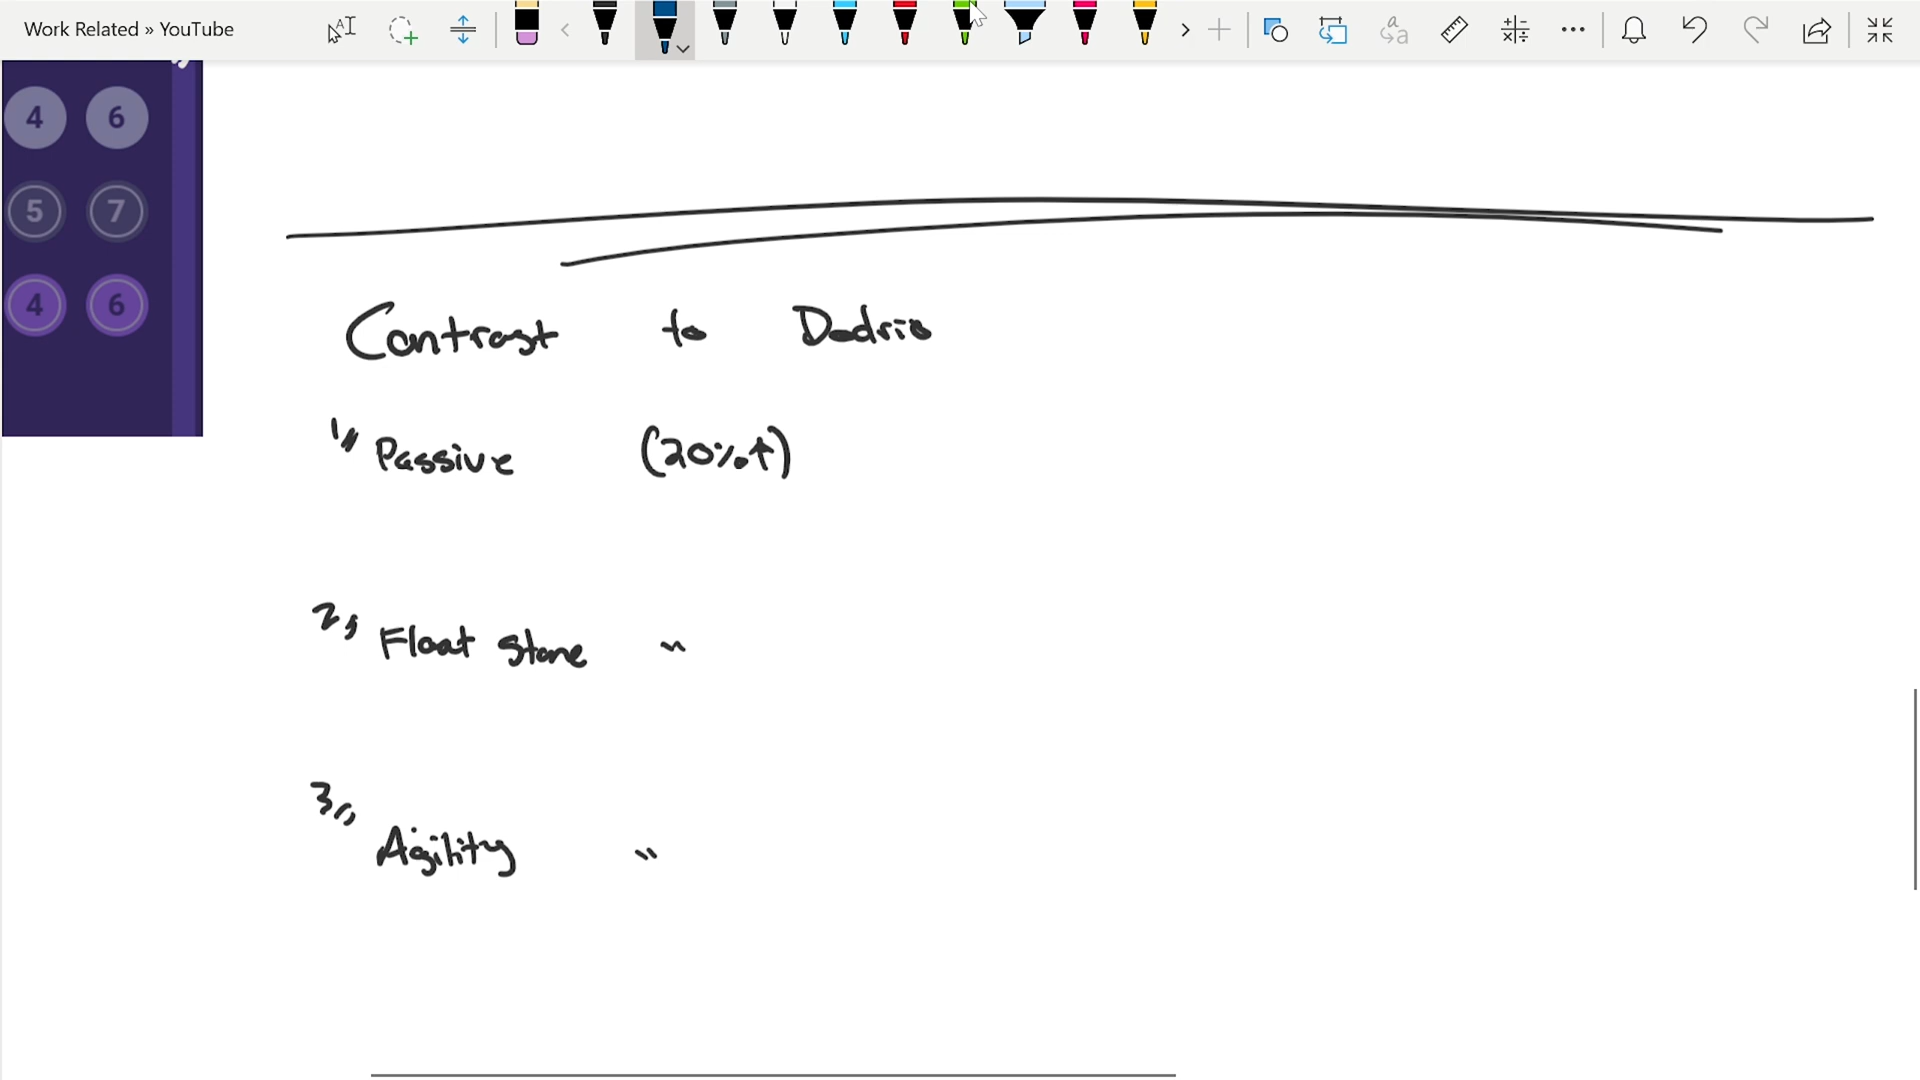 Work Related » YouTube
4 6
5 7
4 6
Contrast to Dodrio
1,, Passive (20%↑)
2,, Float Stone "
3,, Agility "